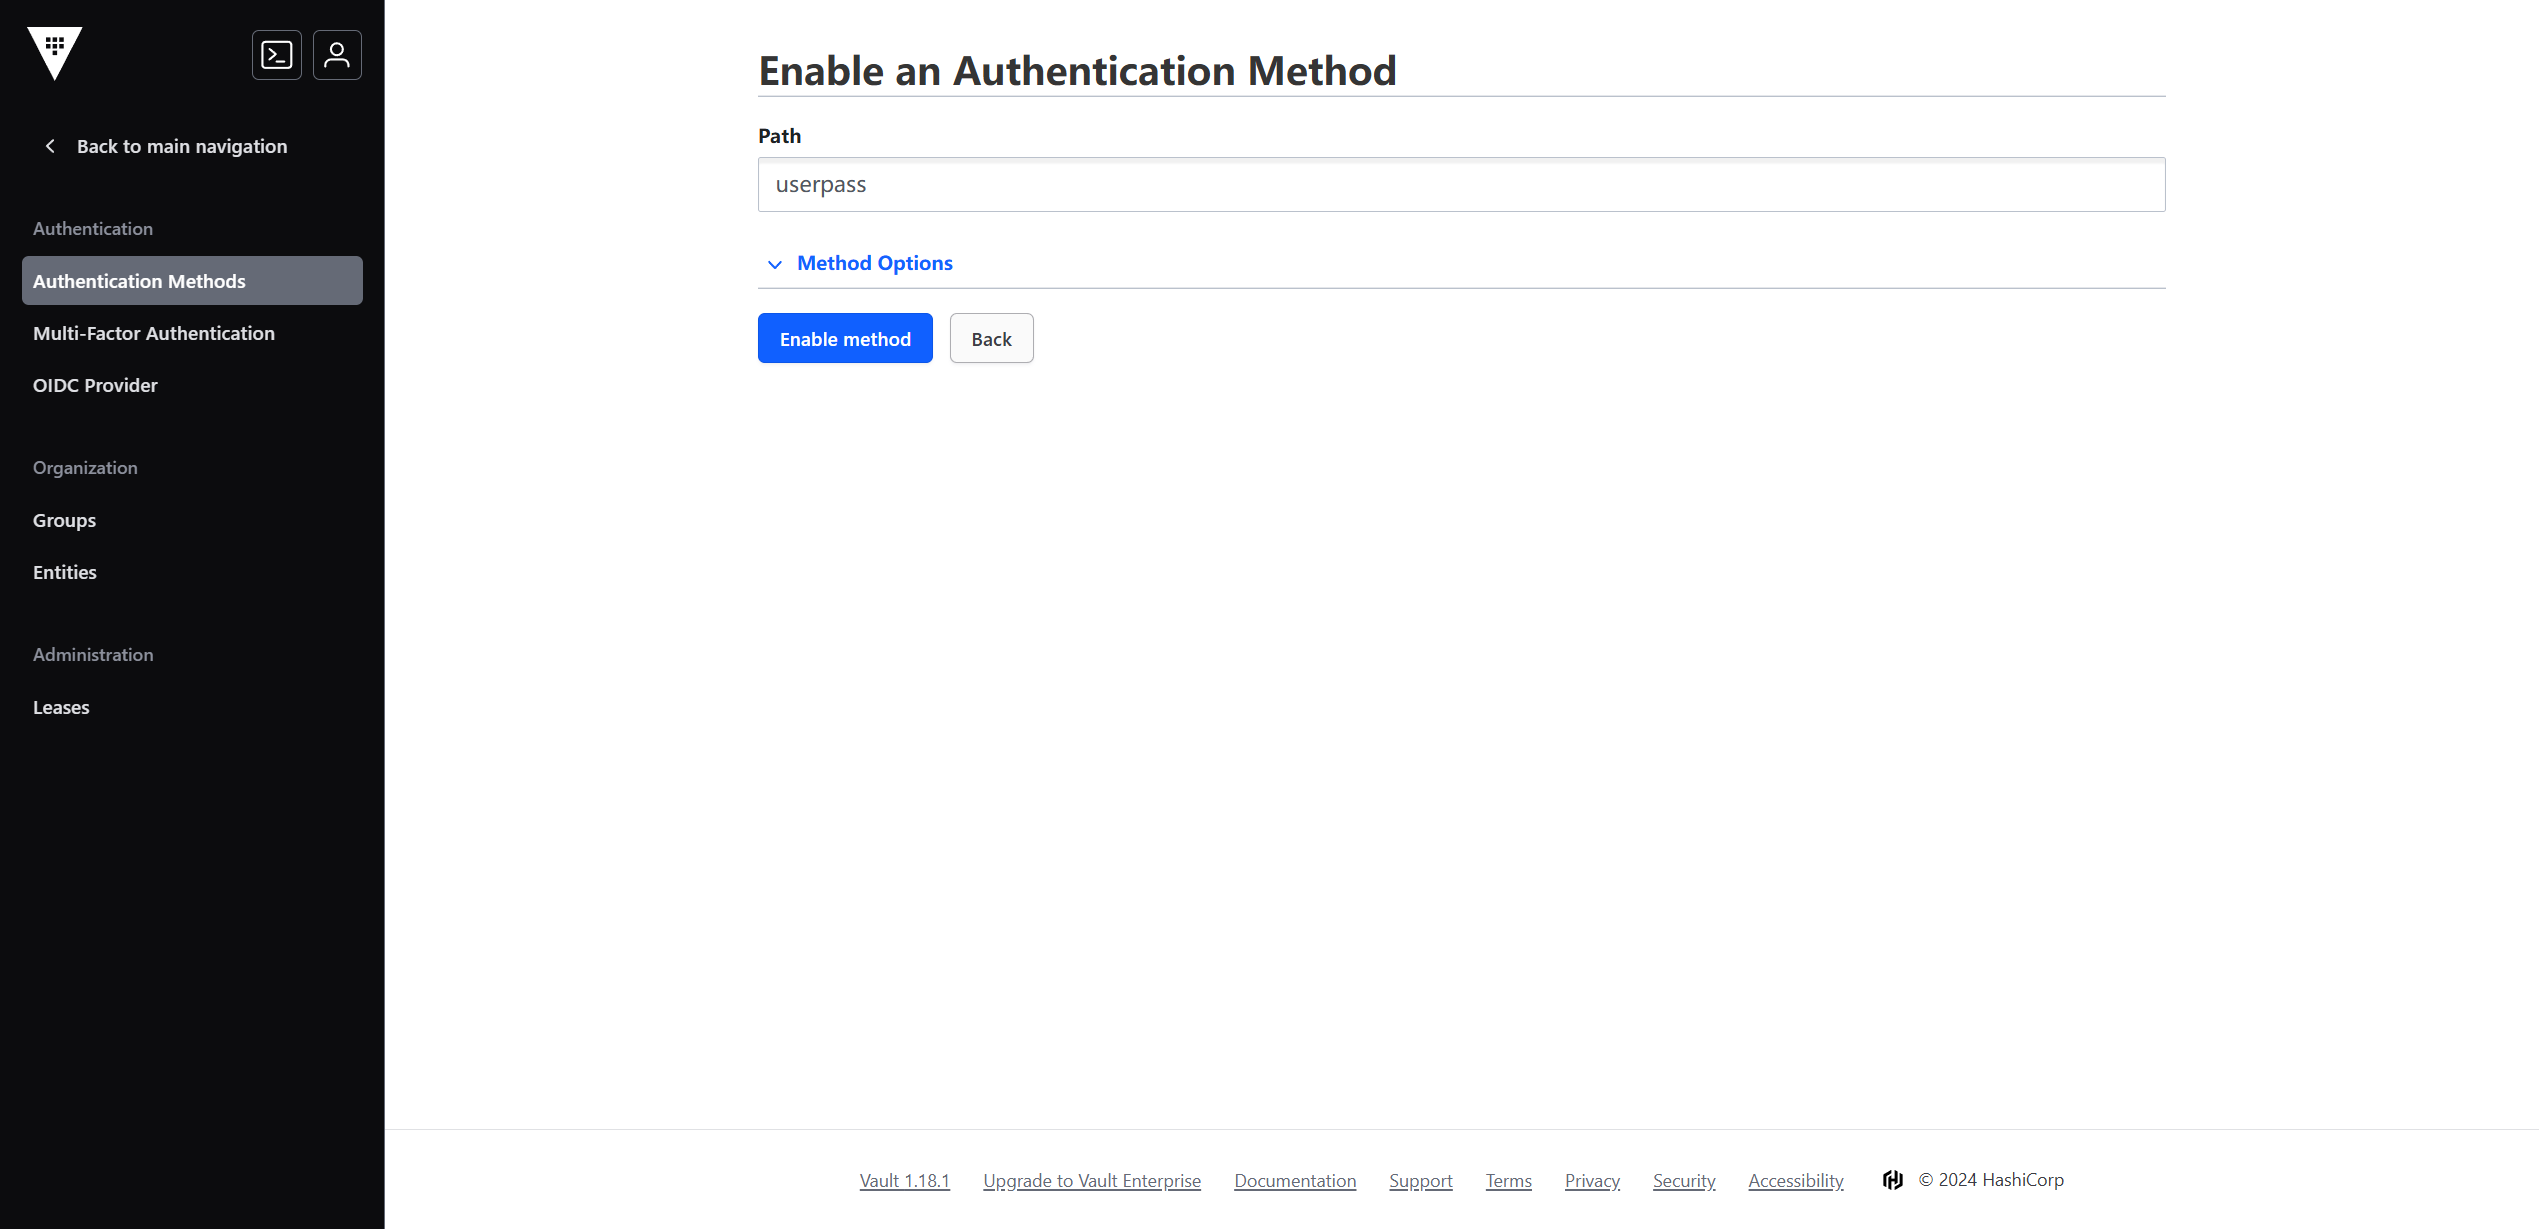 Back to main navigation
Authentication
Authentication Methods
Multi-Factor Authentication
OIDC Provider
Organization
Groups
Entities
Administration
Leases
Enable an Authentication Method
Path
userpass
Method Options
Enable method Back
Vault 1.18.1 Upgrade to Vault Enterprise Documentation Support Terms Privacy Security Accessibility © 2024 HashiCorp